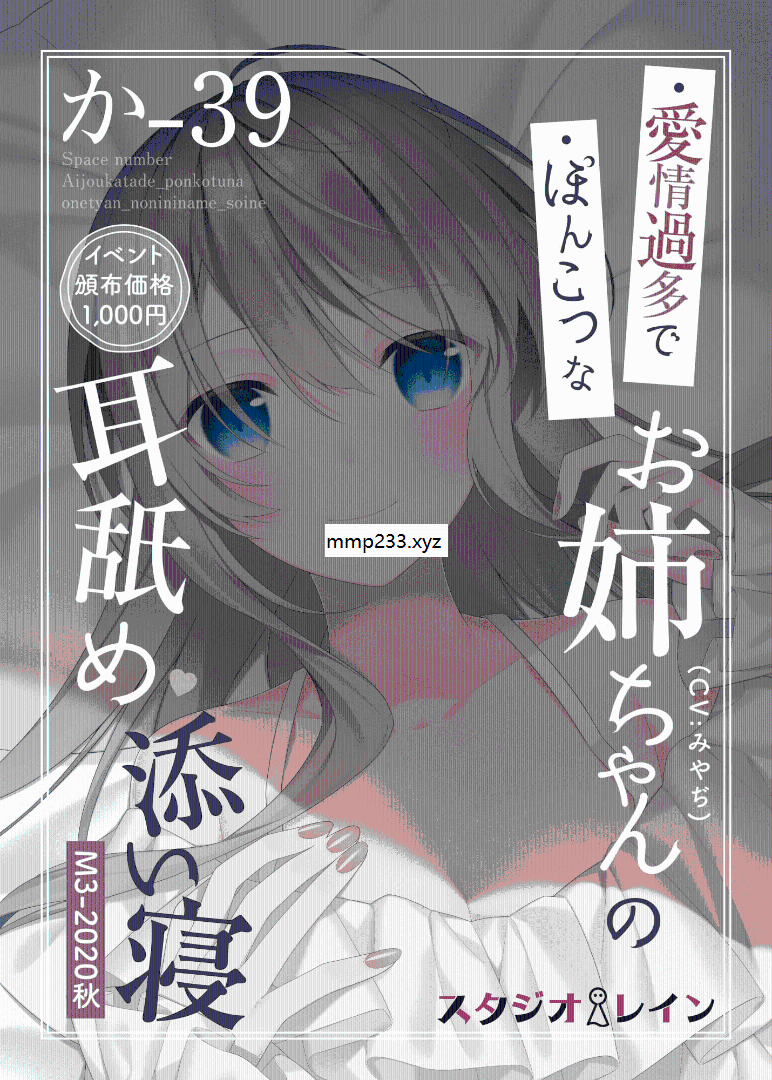 か-39
Space number
Aijoukatade_ponkotuna
onetyan_nonininame_soine
イベント
頒布価格
1,000円
・愛情過多で
・ぽんこつな
お姉ちゃんの
(CV:みやぢ)
耳舐め
添い寝
mmp233.xyz
M3-2020秋
スタジオレイン